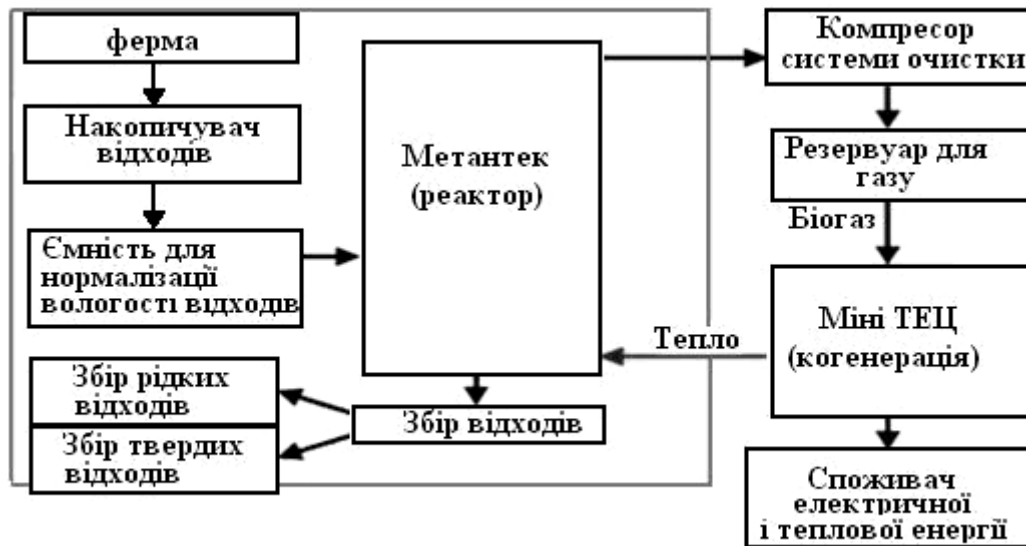 ферма
Накопичувач
відходів
Ємність для
нормалізації
вологості відходів
Метантек
(реактор)
Збір відходів
Збір рідких
відходів
Збір твердих
відходів
Компресор
системи очистки
Резервуар для
газу
Біогаз
Міні ТЕЦ
(когенерація)
Тепло
Споживач
електричної
і теплової енергії